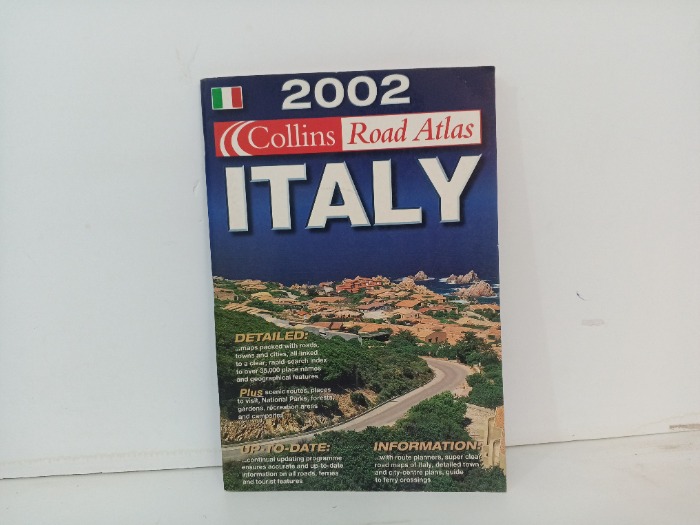 2002
Collins Road Atlas
ITALY
DETAILED:
...maps packed with roads,
towns and cities, all linked
to a clear, rapid-search index
to over 35,000 place names
and geographical features
Plus scenic routes, places
to visit, National Parks, forests,
gardens, recreation areas
and campsites
UP-TO-DATE:
...continual updating programme
ensures accurate and up-to-date
information on all roads, ferries
and tourist features
INFORMATION:
...with route planners, super clear
road maps of Italy, detailed town
and city-centre plans, guide
to ferry crossings